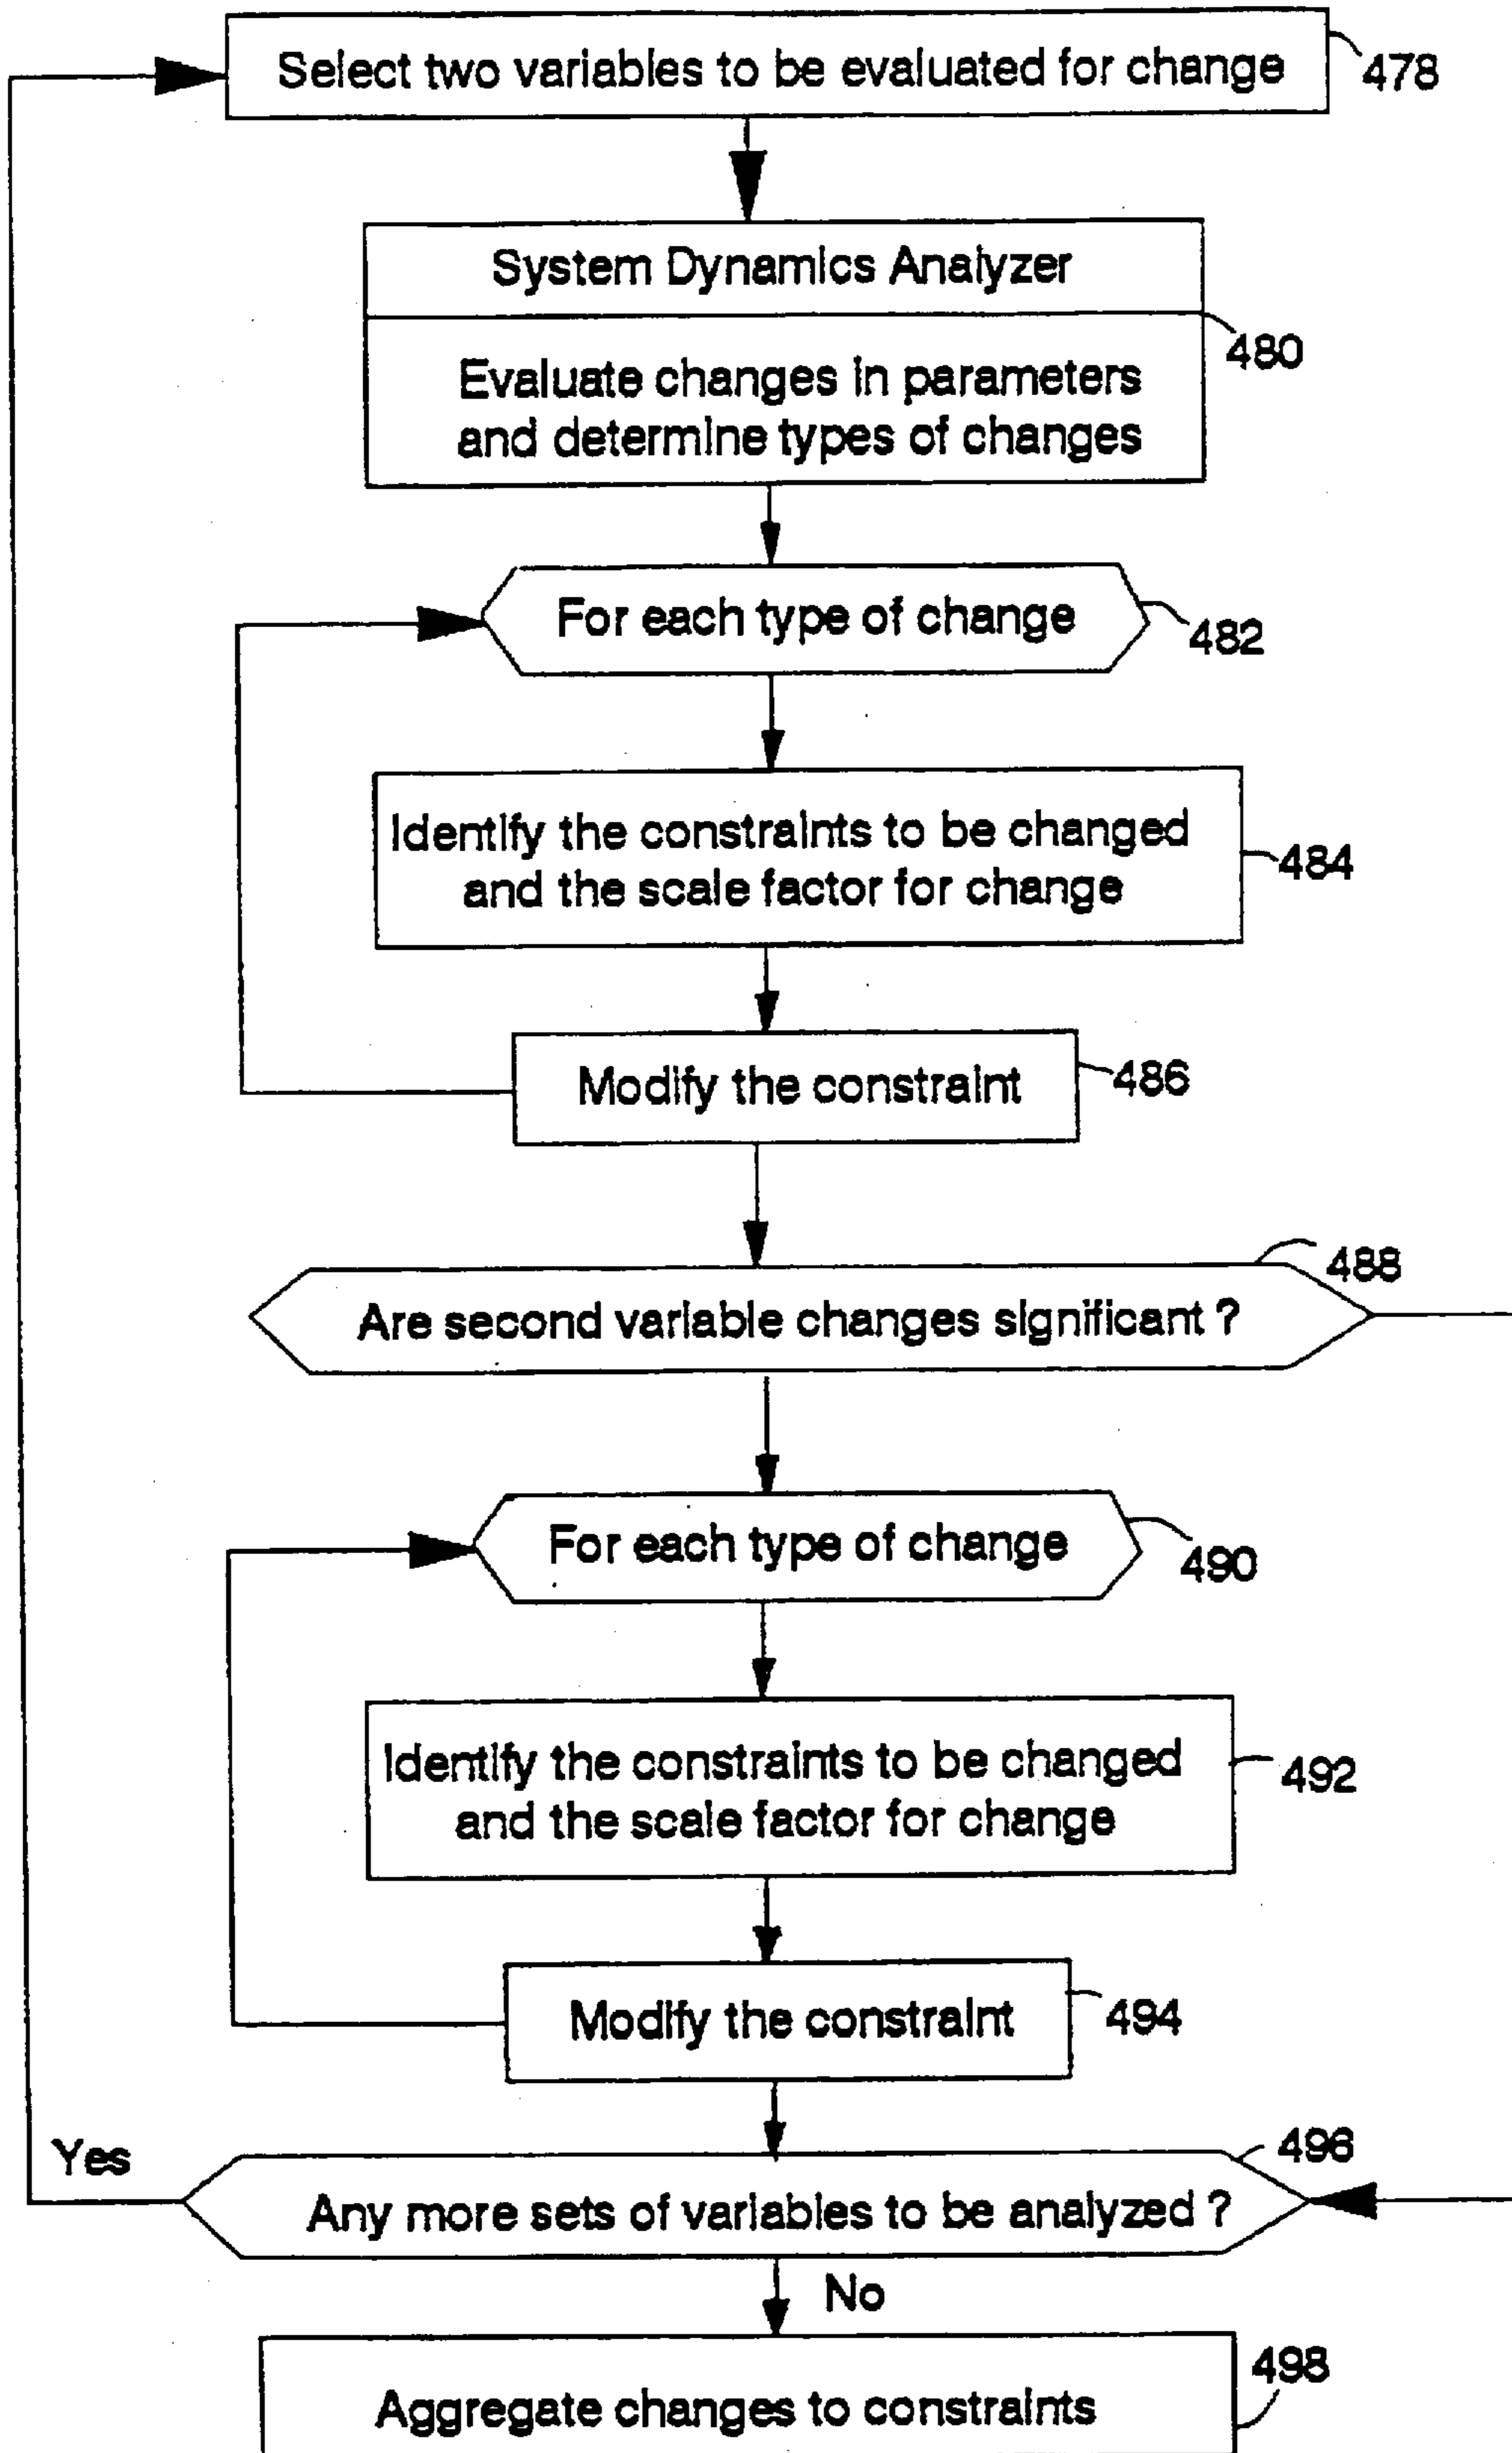 Select two variables to be evaluated for change
478
System Dynamics Analyzer
480
Evaluate changes in parameters
and determine types of changes
For each type of change
482
Identify the constraints to be changed
and the scale factor for change
484
Modify the constraint
486
488
Are second variable changes significant ?
For each type of change
490
Identify the constraints to be changed
and the scale factor for change
492
Modify the constraint
494
Yes
496
Any more sets of variables to be analyzed ?
No
498
Aggregate changes to constraints